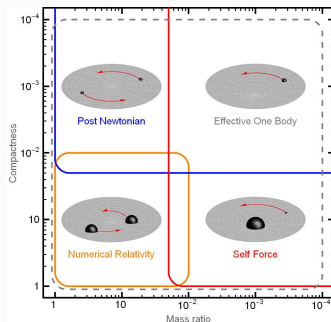 10⁻⁴
10⁻³
Post Newtonian
Effective One Body
Compactness
10⁻²
10
Numerical Relativity
Self Force
1
1
10
10⁻²
10⁻³
10⁻⁴
Mass ratio